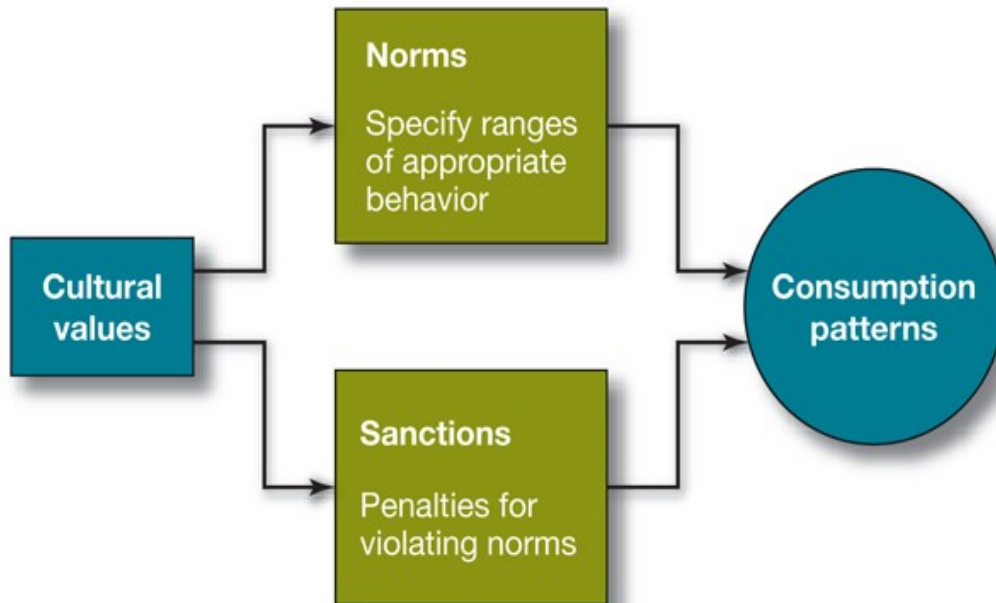 Norms
Specify ranges
of appropriate
behavior
Cultural
values
Consumption
patterns
Sanctions
Penalties for
violating norms